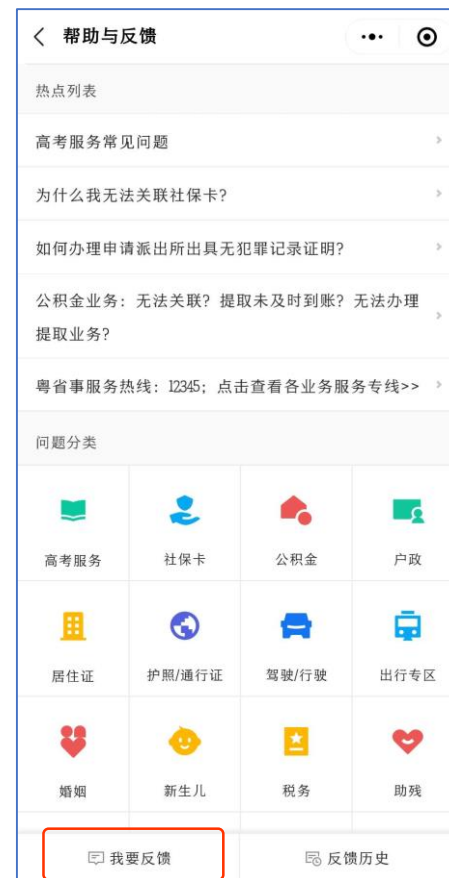 帮助与反馈
热点列表
高考服务常见问题
为什么我无法关联社保卡?
如何办理申请派出所出具无犯罪记录证明?
公积金业务：无法关联? 提取未及时到账? 无法办理
提取业务?
粤省事服务热线：12345；点击查看各业务服务专线>>
问题分类
高考服务 社保卡 公积金 户政
居住证 护照/通行证 驾驶/行驶 出行专区
婚姻 新生儿 税务 助残
我要反馈 反馈历史